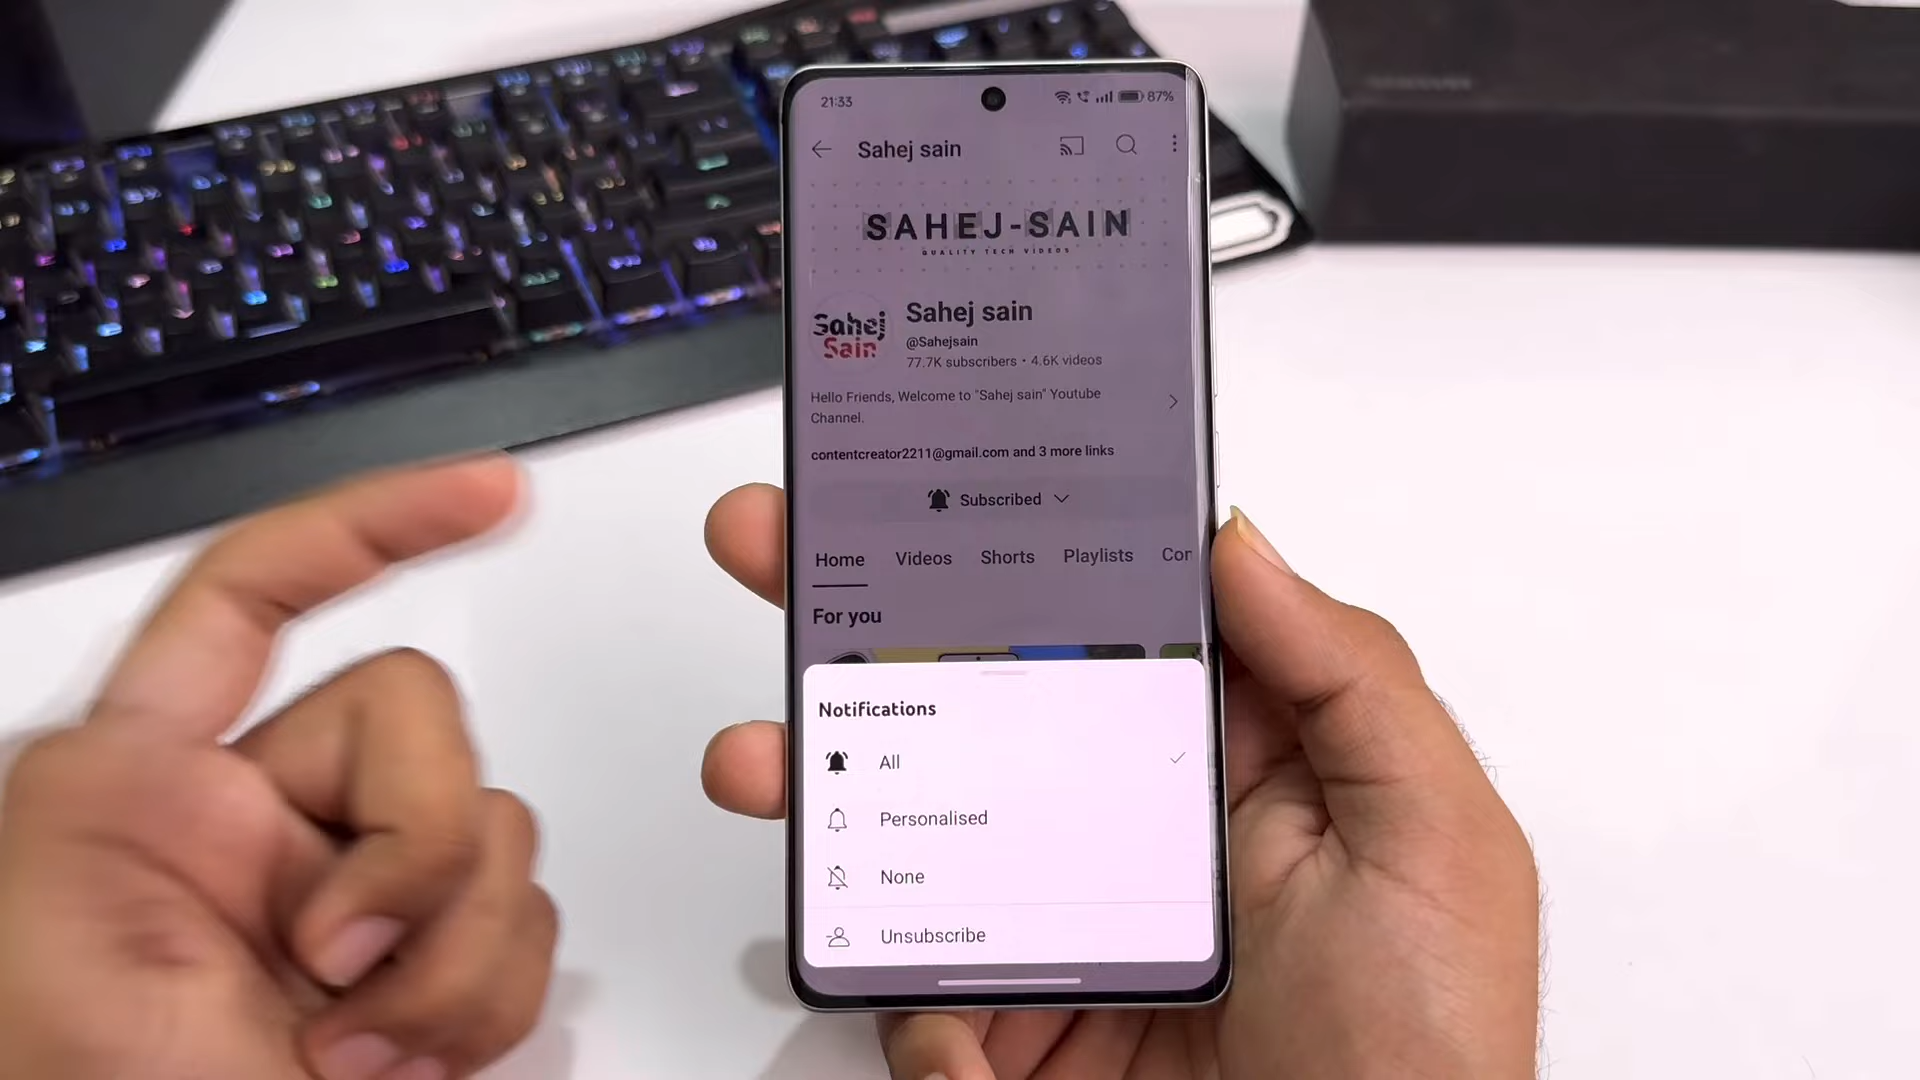 21:33
87%
Sahej sain
SAHEJ-SAIN
QUALITY TECH VIDEOS
Sahej
Sain
Sahej sain
@Sahejsain
77.7K subscribers • 4.6K videos
Hello Friends, Welcome to "Sahej sain" Youtube
Channel.
contentcreator2211@gmail.com and 3 more links
Subscribed
Home Videos Shorts Playlists Con
For you
Notifications
All
Personalised
None
Unsubscribe